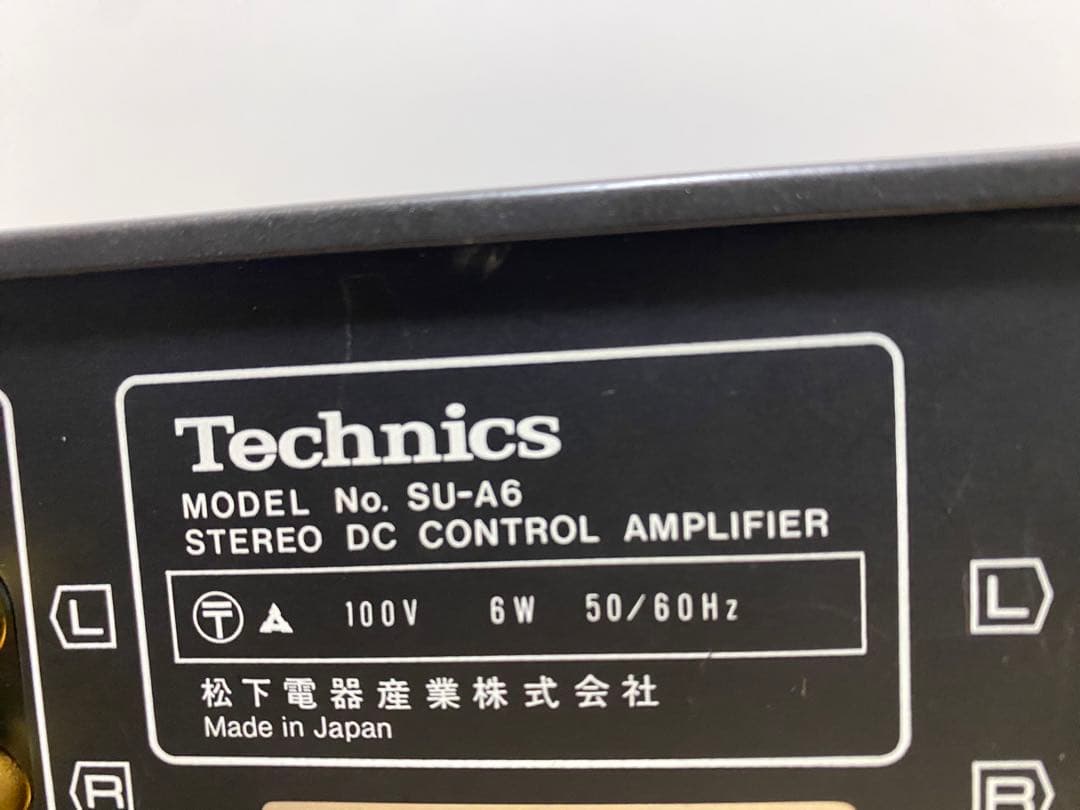 Technics
MODEL No. SU-A6
STEREO DC CONTROL AMPLIFIER
L
〒 100V 6W 50/60Hz
L
松下電器産業株式会社
Made in Japan
R
R